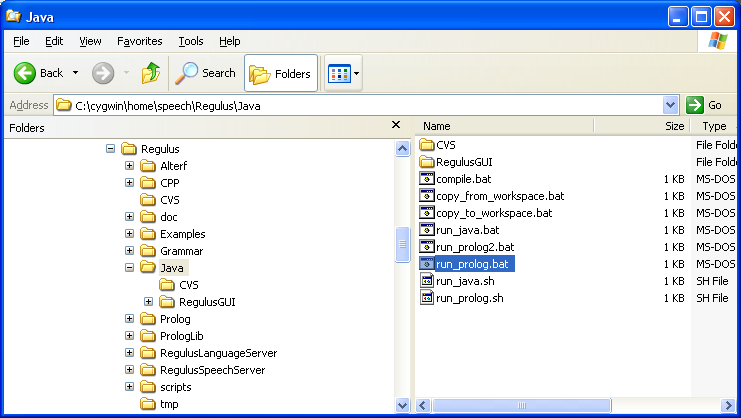 Java
File Edit View Favorites Tools Help
Back Search Folders
Address C:\cygwin\home\speech\Regulus\Java Go
Folders
Regulus
Alterf
CPP
CVS
doc
Examples
Grammar
Java
CVS
RegulusGUI
Prolog
PrologLib
RegulusLanguageServer
RegulusSpeechServer
scripts
tmp
Name Size Type
CVS File Folde
RegulusGUI File Folde
compile.bat 1 KB MS-DOS
copy_from_workspace.bat 1 KB MS-DOS
copy_to_workspace.bat 1 KB MS-DOS
run_java.bat 1 KB MS-DOS
run_prolog2.bat 1 KB MS-DOS
run_prolog.bat 1 KB MS-DOS
run_java.sh 1 KB SH File
run_prolog.sh 1 KB SH File